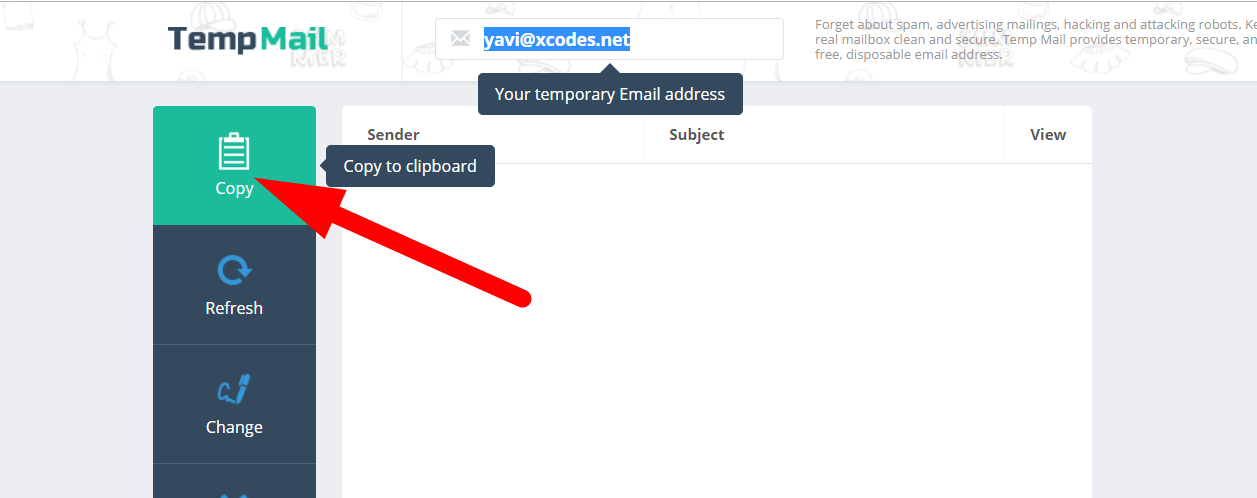 TempMail
yavi@xcodes.net
Forget about spam, advertising mailings, hacking and attacking robots. Ke
real mailbox clean and secure. Temp Mail provides temporary, secure, an
free, disposable email address.
Your temporary Email address
Sender
Subject
View
Copy to clipboard
Copy
Refresh
Change